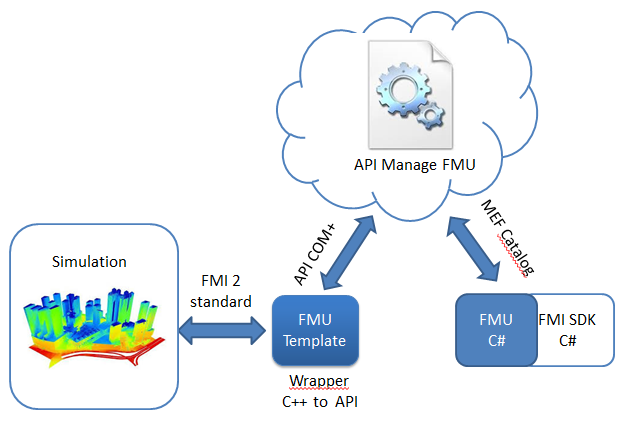 API Manage FMU
API COM+
MEF Catalog
Simulation
FMI 2
standard
FMU
Template
FMU
C#
FMI SDK
C#
Wrapper
C++ to API